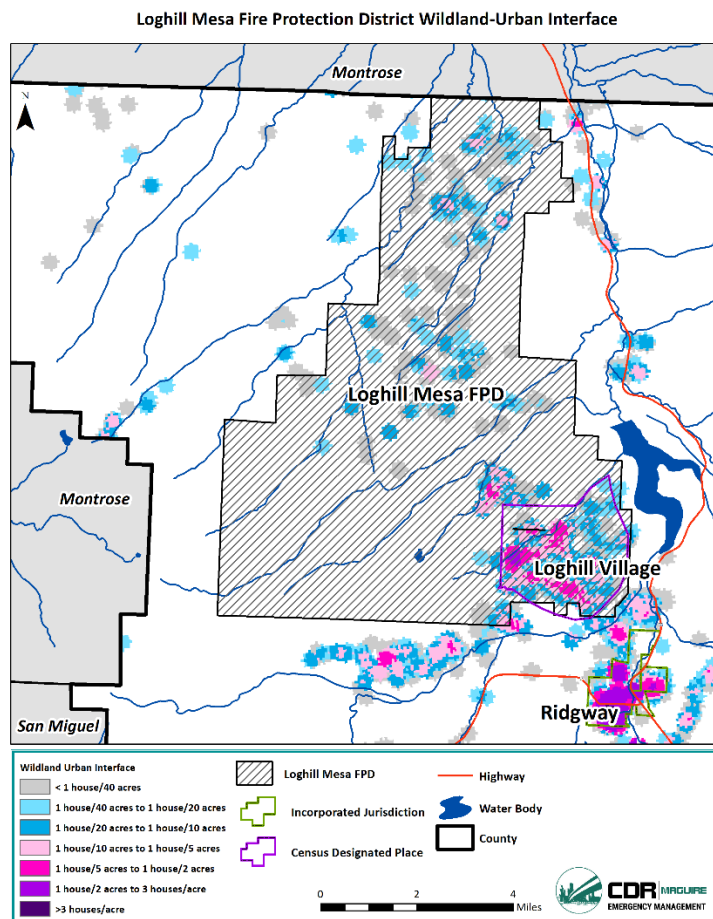 Loghill Mesa Fire Protection District Wildland-Urban Interface
Montrose
N
Loghill Mesa FPD
Montrose
Loghill Village
Ridgway
San Miguel
Wildland Urban Interface
< 1 house/40 acres
1 house/40 acres to 1 house/20 acres
1 house/20 acres to 1 house/10 acres
1 house/10 acres to 1 house/5 acres
1 house/5 acres to 1 house/2 acres
1 house/2 acres to 3 houses/acre
>3 houses/acre
Loghill Mesa FPD
Incorporated Jurisdiction
Census Designated Place
Highway
Water Body
County
0 2 4
Miles
CDR MAGUIRE
EMERGENCY MANAGEMENT